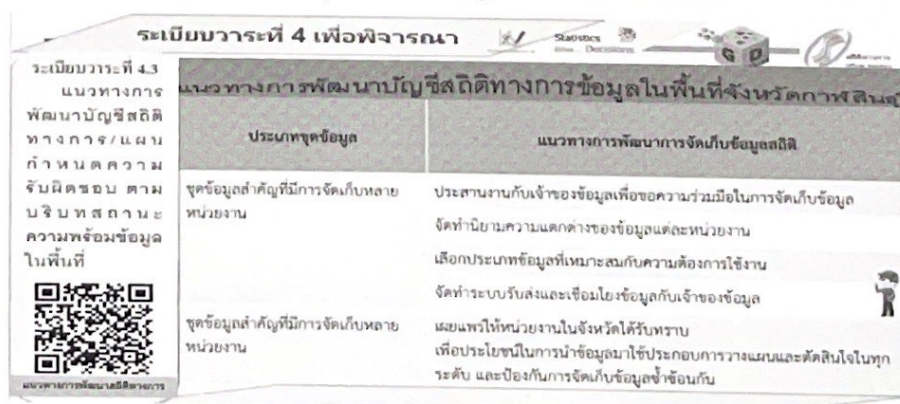 ระเบียบวาระที่ 4 เพื่อพิจารณา
Statistics
Decisions
ระเบียบวาระที่ 4.3
แนวทางการ
พัฒนาบัญชีสถิติ
ทางการ/แผน
กำหนดความ
รับผิดชอบ ตาม
บริบทสถานะ
ความพร้อมข้อมูล
ในพื้นที่
แนวทางการพัฒนาสถิติทางการ
แนวทางการพัฒนาบัญชีสถิติทางการข้อมูลในพื้นที่จังหวัดกาฬสินธุ์
ประเภทชุดข้อมูล
แนวทางการพัฒนาการจัดเก็บข้อมูลสถิติ
ชุดข้อมูลสำคัญที่มีการจัดเก็บหลาย
หน่วยงาน
ประสานงานกับเจ้าของข้อมูลเพื่อขอความร่วมมือในการจัดเก็บข้อมูล
จัดทำนิยามความแตกต่างของข้อมูลแต่ละหน่วยงาน
เลือกประเภทข้อมูลที่เหมาะสมกับความต้องการใช้งาน
จัดทำระบบรับส่งและเชื่อมโยงข้อมูลกับเจ้าของข้อมูล
ชุดข้อมูลสำคัญที่มีการจัดเก็บหลาย
หน่วยงาน
เผยแพร่ให้หน่วยงานในจังหวัดได้รับทราบ
เพื่อประโยชน์ในการนำข้อมูลมาใช้ประกอบการวางแผนและตัดสินใจในทุก
ระดับ และป้องกันการจัดเก็บข้อมูลซ้ำซ้อนกัน